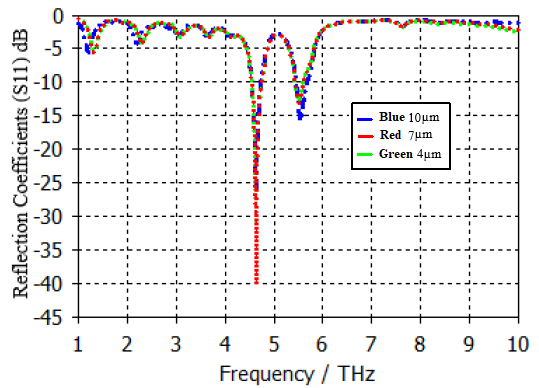 Reflection Coefficients (S11) dB
0
-5
-10
-15
-20
-25
-30
-35
-40
-45
Blue 10µm
Red 7µm
Green 4µm
1 2 3 4 5 6 7 8 9 10
Frequency / THz